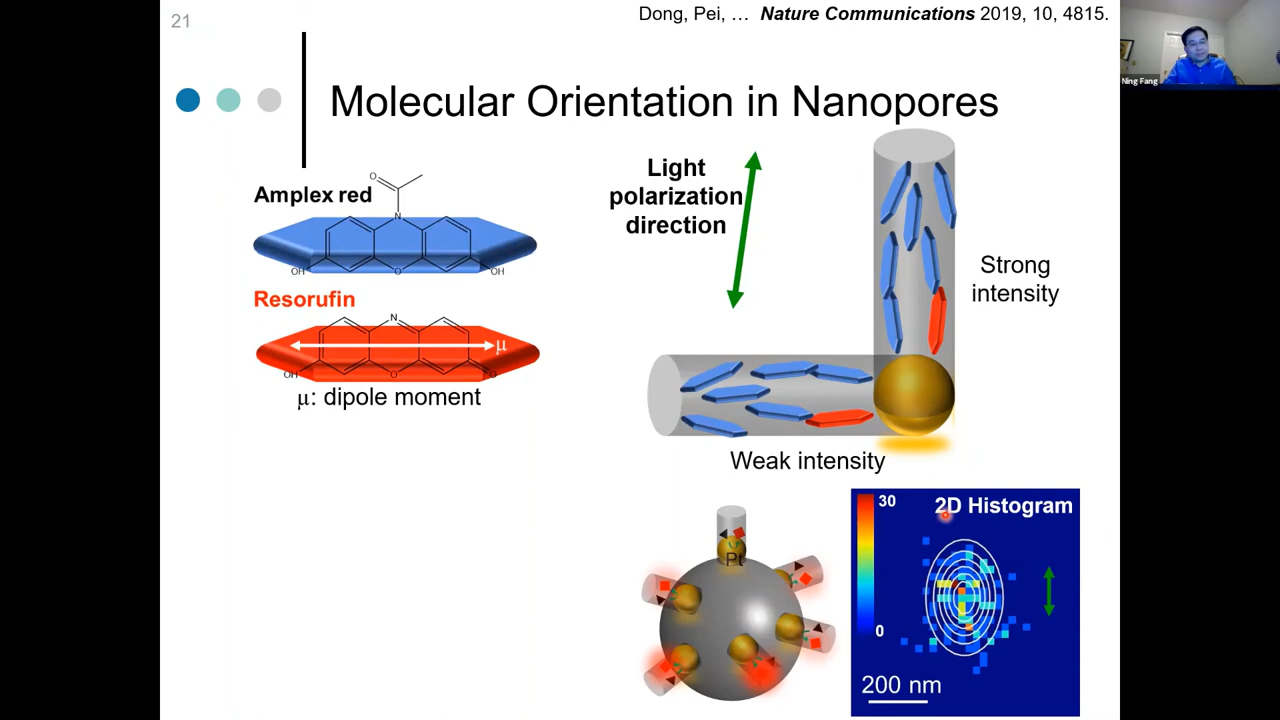 21
Dong, Pei, … Nature Communications 2019, 10, 4815.
Ning Fang
Molecular Orientation in Nanopores
Amplex red
O
N
OH
O
OH
Resorufin
N
μ
OH
O
O
μ: dipole moment
Light
polarization
direction
Strong
intensity
Weak intensity
Pt
30
2D Histogram
0
200 nm